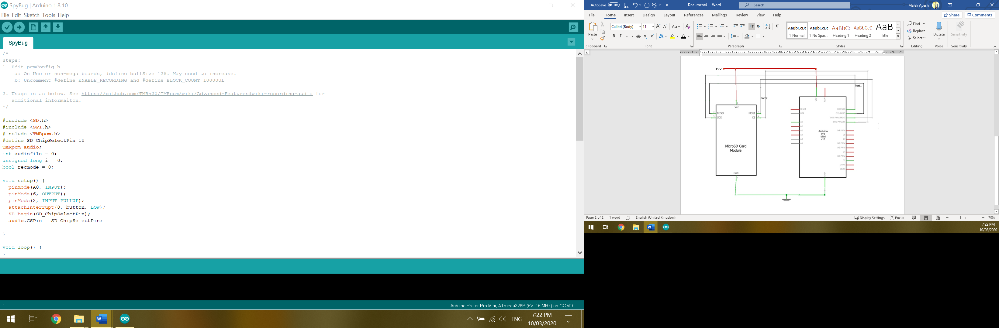 SpyBug | Arduino 1.8.10
File Edit Sketch Tools Help
SpyBug
/*
Steps:
1. Edit pcmConfig.h
a: On Uno or non-mega boards, #define buffSize 128. May need to increase.
b: Uncomment #define ENABLE_RECORDING and #define BLOCK_COUNT 10000UL
2. Usage is as below. See https://github.com/TMRh20/TMRpcm/wiki/Advanced-Features#wiki-recording-audio for
additional informaiton.
*/
#include <SD.h>
#include <SPI.h>
#include <TMRpcm.h>
#define SD_ChipSelectPin 10
TMRpcm audio;
int audiofile = 0;
unsigned long i = 0;
bool recmode = 0;
void setup() {
pinMode(A0, INPUT);
pinMode(6, OUTPUT);
pinMode(2, INPUT_PULLUP);
attachInterrupt(0, button, LOW);
SD.begin(SD_ChipSelectPin);
audio.CSPin = SD_ChipSelectPin;
}
void loop() {
}
1
Arduino Pro or Pro Mini, ATmega328P (5V, 16 MHz) on COM10
ENG
7:22 PM
10/03/2020
AutoSave Off
Document4 - Word
Search
Malek Ayesh
File Home Insert Design Layout References Mailings Review View Help
Share Comments
Paste
Calibri (Body) 11
AaBbCcDc AaBbCcDc AaBbC AaBbCcC AaB
¶ Normal ¶ No Spac... Heading 1 Heading 2 Title
Find
Replace
Select
Dictate
Sensitivity
Clipboard Font Paragraph Styles Editing Voice Sensitivity
+5V
Part1
Part2
Vcc
MISO
SCK
MOSI
CS
MicroSD Card
Module
Gnd
VCC
RAW
RESET
DTR
A0
A1
A2
A3
A4
A5
D13/SCK
D12/MISO
D11 PWM/MOSI
D10 PWM/SS
D9 PWM
D8
D7
D6 PWM
D5 PWM
D4
D3 PWM
D2
D1/RX
D0/TX
Arduino
Pro
Mini
v13
GND
Page 2 of 2 1 word English (United Kingdom)
Display Settings Focus 70%
7:22 PM
10/03/2020